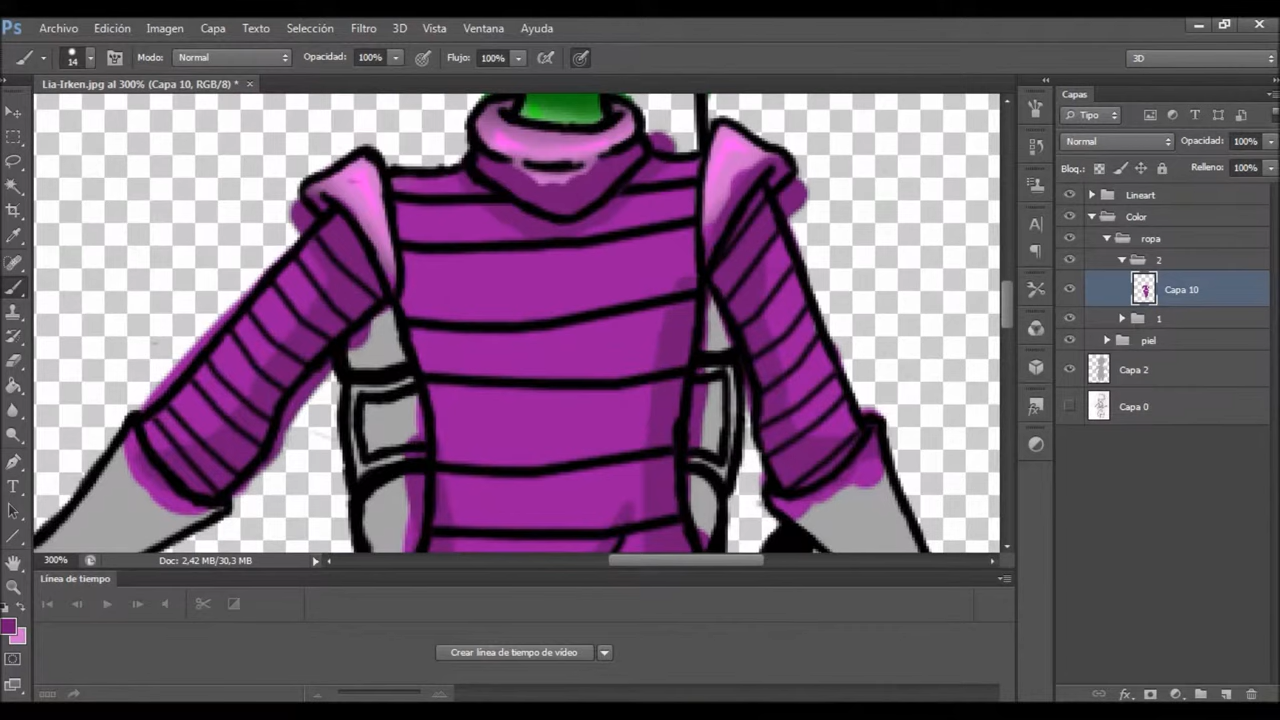 Ps Archivo Edición Imagen Capa Texto Selección Filtro 3D Vista Ventana Ayuda
14 Modo: Normal Opacidad: 100% Flujo: 100% 3D
Lia-Irken.jpg al 300% (Capa 10, RGB/8) * ×
Capas
Tipo
Normal Opacidad: 100%
Bloq.: Relleno: 100%
Lineart
Color
ropa
2
Capa 10
1
piel
Capa 2
Capa 0
300% Doc: 2,42 MB/30,3 MB
Línea de tiempo
Crear línea de tiempo de vídeo